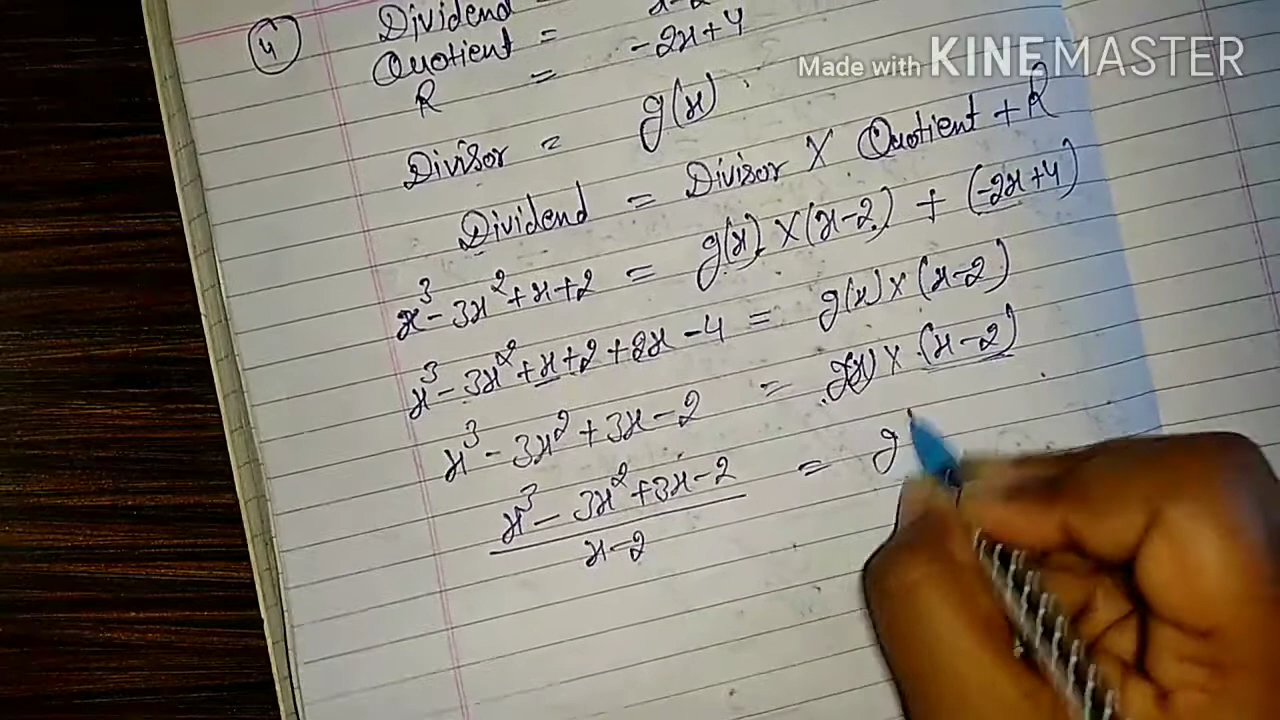 Made with KINEMASTER
④ Dividend =
Quotient = x-2
R = -2x+4
Divisor = g(x)
Dividend = Divisor × Quotient + R
x³ - 3x² + x + 2 = g(x) × (x-2) + (-2x+4)
x³ - 3x² + x + 2 + 2x - 4 = g(x) × (x-2)
x³ - 3x² + 3x - 2 = g(x) × (x-2)
x³ - 3x² + 3x - 2 = g
x-2